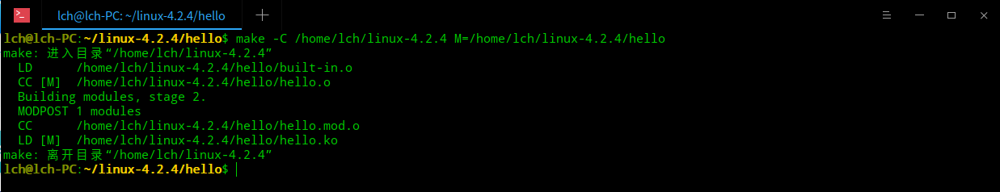 lch@lch-PC: ~/linux-4.2.4/hello
lch@lch-PC:~/linux-4.2.4/hello$ make -C /home/lch/linux-4.2.4 M=/home/lch/linux-4.2.4/hello
make: 进入目录“/home/lch/linux-4.2.4”
  LD      /home/lch/linux-4.2.4/hello/built-in.o
  CC [M]  /home/lch/linux-4.2.4/hello/hello.o
  Building modules, stage 2.
  MODPOST 1 modules
  CC      /home/lch/linux-4.2.4/hello/hello.mod.o
  LD [M]  /home/lch/linux-4.2.4/hello/hello.ko
make: 离开目录“/home/lch/linux-4.2.4”
lch@lch-PC:~/linux-4.2.4/hello$